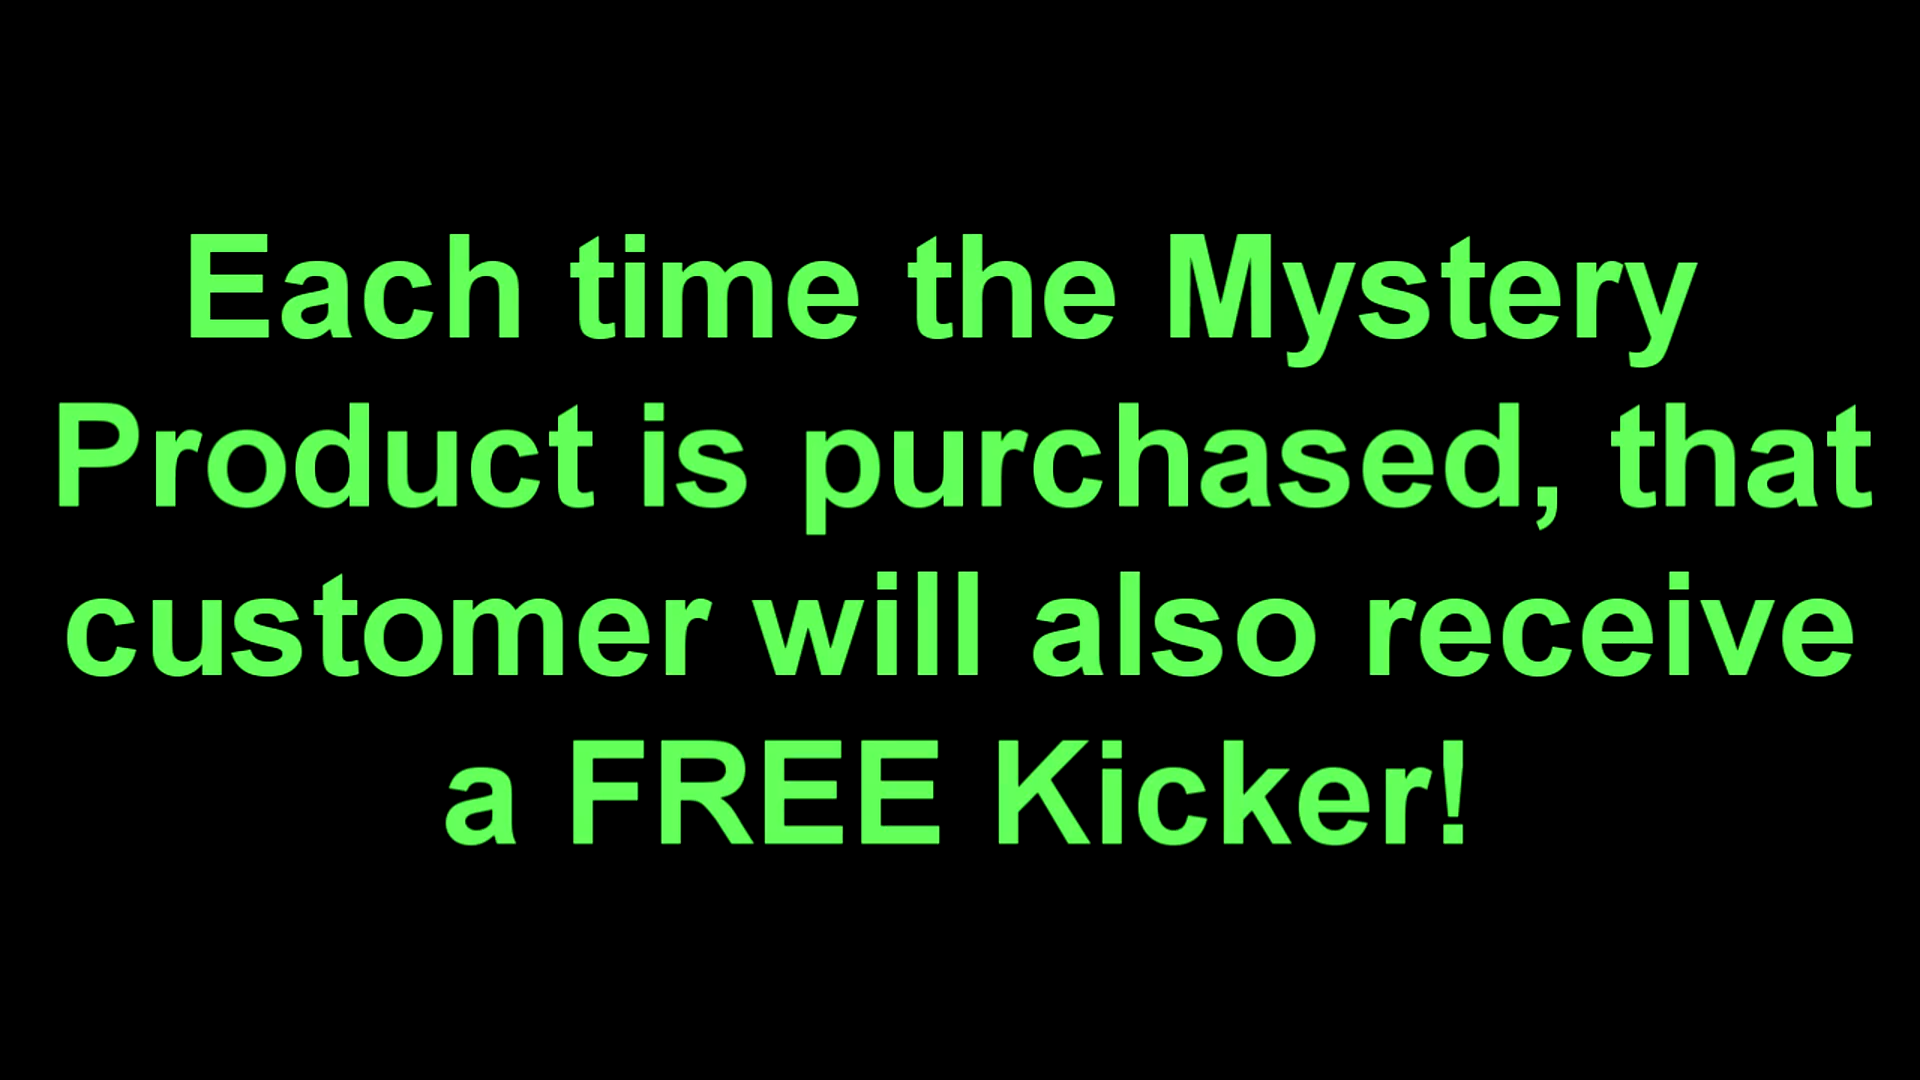 Each time the Mystery
Product is purchased, that
customer will also receive
a FREE Kicker!